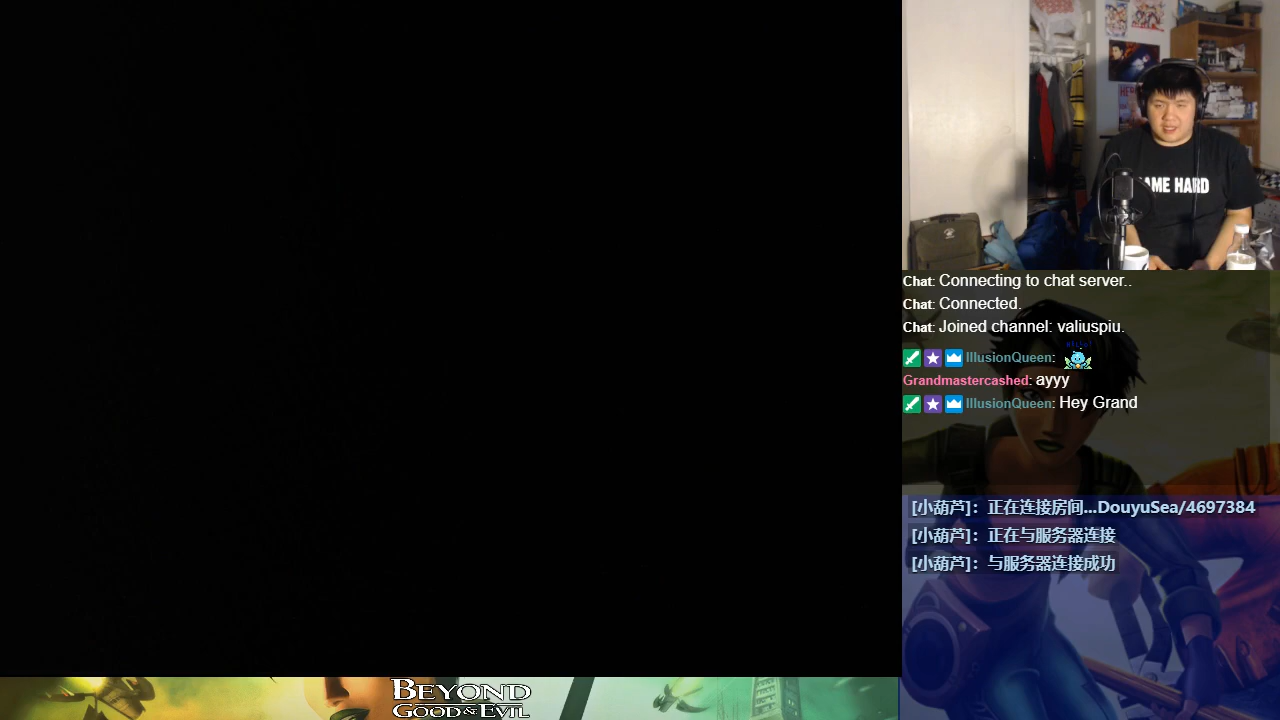 GAME HARD
Chat: Connecting to chat server..
Chat: Connected.
Chat: Joined channel: valiuspiu.
IllusionQueen:
Grandmastercashed: ayyy
IllusionQueen: Hey Grand
[小葫芦]: 正在连接房间...DouyuSea/4697384
[小葫芦]: 正在与服务器连接
[小葫芦]: 与服务器连接成功
BEYOND
GOOD & EVIL